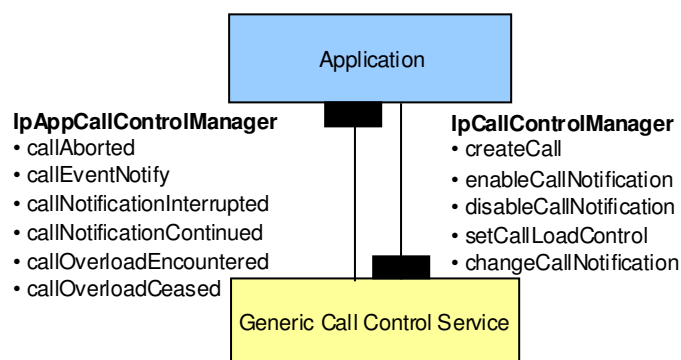 Application
IpAppCallControlManager
• callAborted
• callEventNotify
• callNotificationInterrupted
• callNotificationContinued
• callOverloadEncountered
• callOverloadCeased
IpCallControlManager
• createCall
• enableCallNotification
• disableCallNotification
• setCallLoadControl
• changeCallNotification
Generic Call Control Service